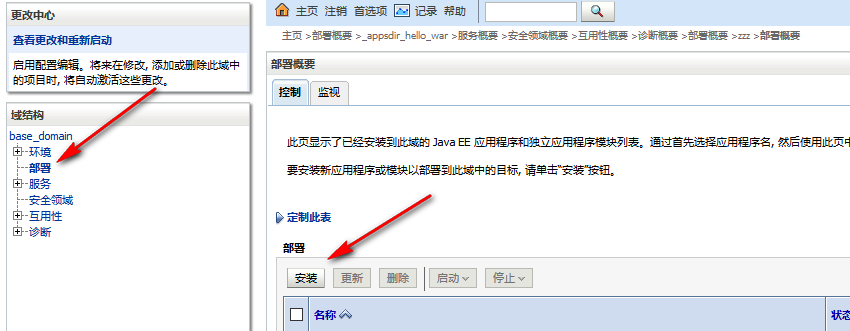 更改中心
查看更改和重新启动
启用配置编辑。将来在修改, 添加或删除此域中
的项目时, 将自动激活这些更改。
域结构
base_domain
环境
部署
服务
安全领域
互用性
诊断
主页 注销 首选项 记录 帮助
主页 >部署概要 >_appsdir_hello_war >服务概要 >安全领域概要 >互用性概要 >诊断概要 >部署概要 >zzz >部署概要
部署概要
控制 监视
此页显示了已经安装到此域的 Java EE 应用程序和独立应用程序模块列表。通过首先选择应用程序名, 然后使用此页中
要安装新应用程序或模块以部署到此域中的目标, 请单击“安装”按钮。
定制此表
部署
安装 更新 删除 启动 停止
名称 状态